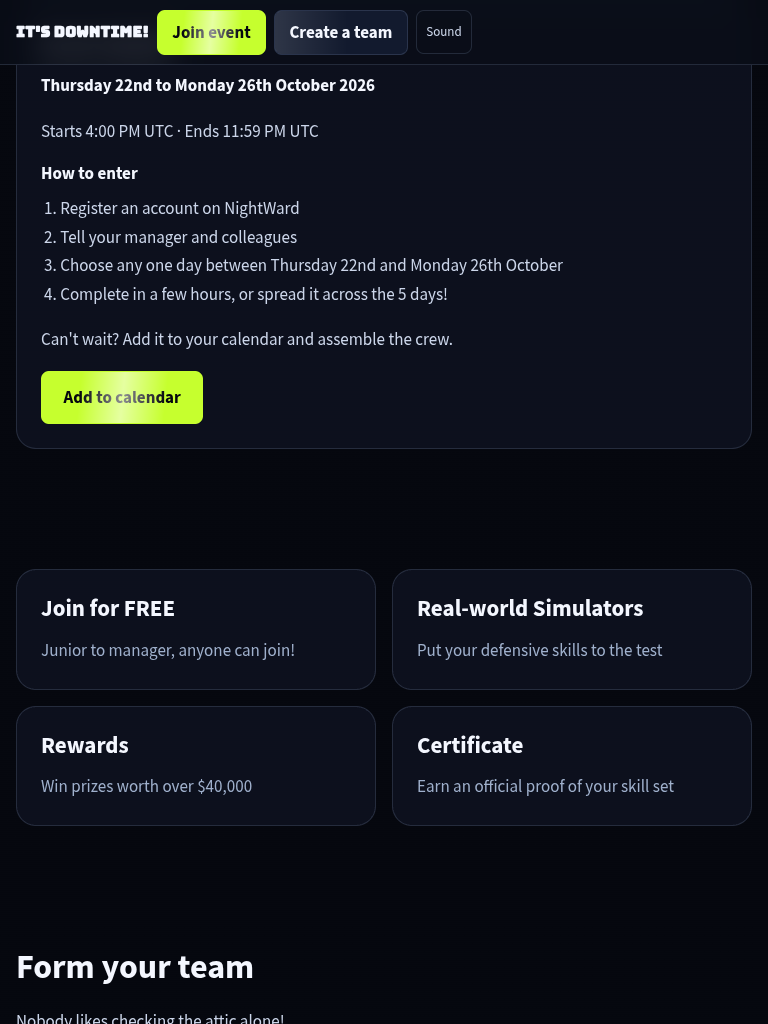 IT'S DOWNTIME!
Join event
Create a team
Sound
Thursday 22nd to Monday 26th October 2026
Starts 4:00 PM UTC · Ends 11:59 PM UTC
How to enter
1. Register an account on NightWard
2. Tell your manager and colleagues
3. Choose any one day between Thursday 22nd and Monday 26th October
4. Complete in a few hours, or spread it across the 5 days!
Can't wait? Add it to your calendar and assemble the crew.
Add to calendar
Join for FREE
Junior to manager, anyone can join!
Real-world Simulators
Put your defensive skills to the test
Rewards
Win prizes worth over $40,000
Certificate
Earn an official proof of your skill set
Form your team
Nobody likes checking the attic alone!